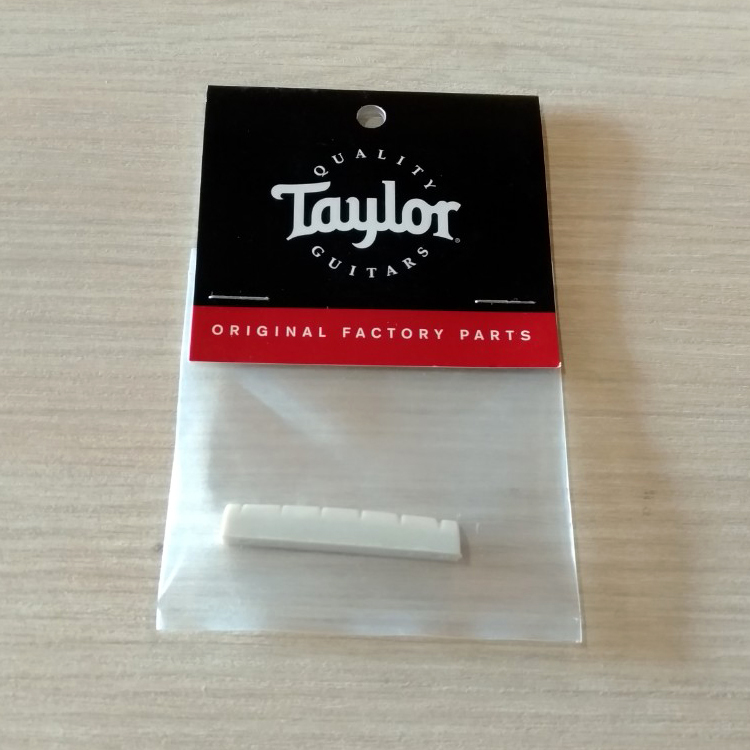 QUALITY
Taylor®
GUITARS
ORIGINAL FACTORY PARTS